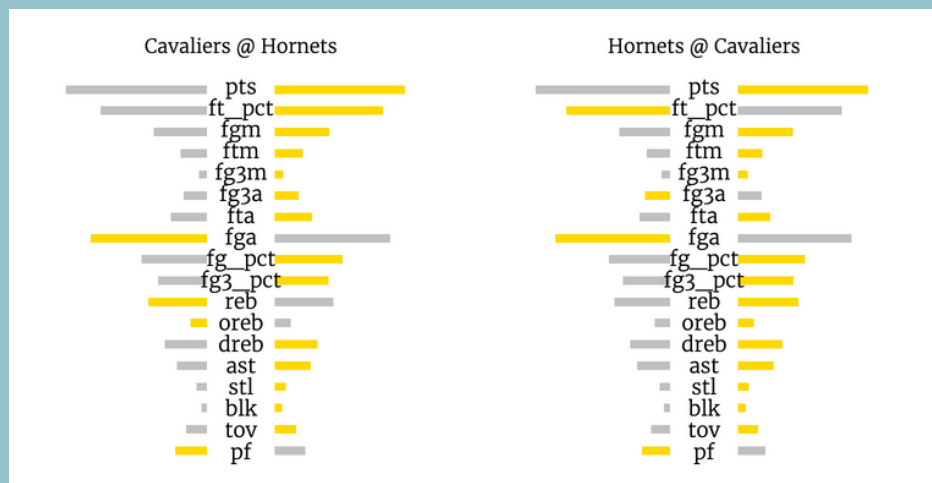 Cavaliers @ Hornets
pts
ft_pct
fgm
ftm
fg3m
fg3a
fta
fga
fg_pct
fg3_pct
reb
oreb
dreb
ast
stl
blk
tov
pf
Hornets @ Cavaliers
pts
ft_pct
fgm
ftm
fg3m
fg3a
fta
fga
fg_pct
fg3_pct
reb
oreb
dreb
ast
stl
blk
tov
pf